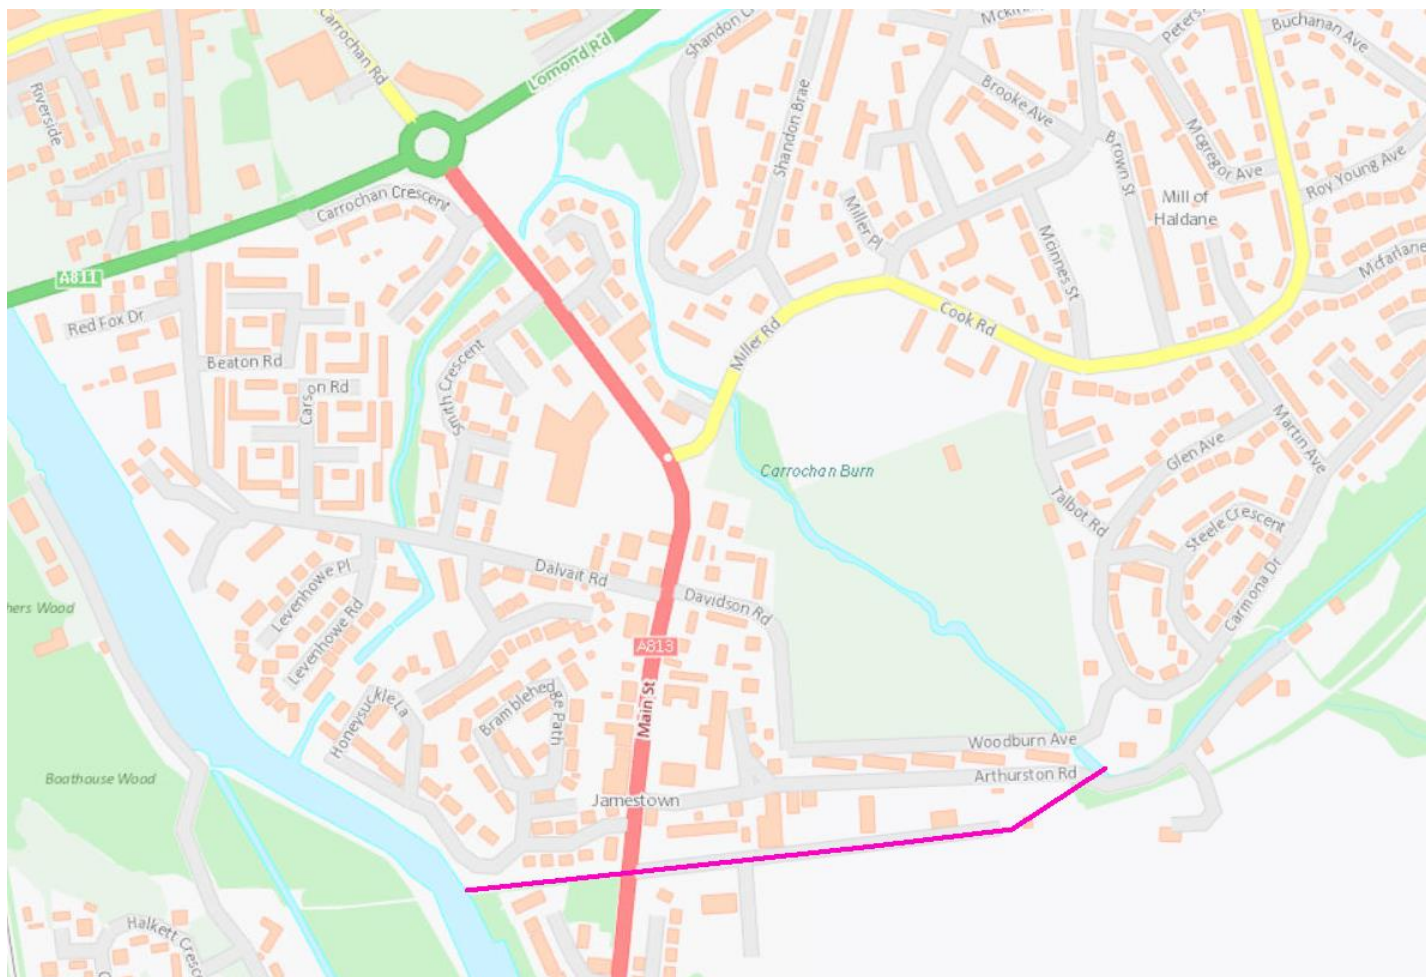 Carrochan Rd
Lomond Rd
Shandon C
Mckin
Peters
Buchanan Ave
Riverside
Brooke Ave
Shandon Brae
Brown St
Mcgregor Ave
Roy Young Ave
Carrochan Crescent
Miller Pl
Mill of
Haldane
Mcinnes St
Mcfarlane
A811
Red Fox Dr
Beaton Rd
Carson Rd
Smith Crescent
Miller Rd
Cook Rd
Martin Ave
Glen Ave
Carrochan Burn
Talbot Rd
Steele Crescent
Carmona Dr
Dalvait Rd
Davidson Rd
Levenhowe Pl
Levenhowe Rd
hers Wood
A813
Main St
Honeysuckle La
Bramblehedge Path
Woodburn Ave
Arthurston Rd
Boathouse Wood
Jamestown
Halkett Cresc